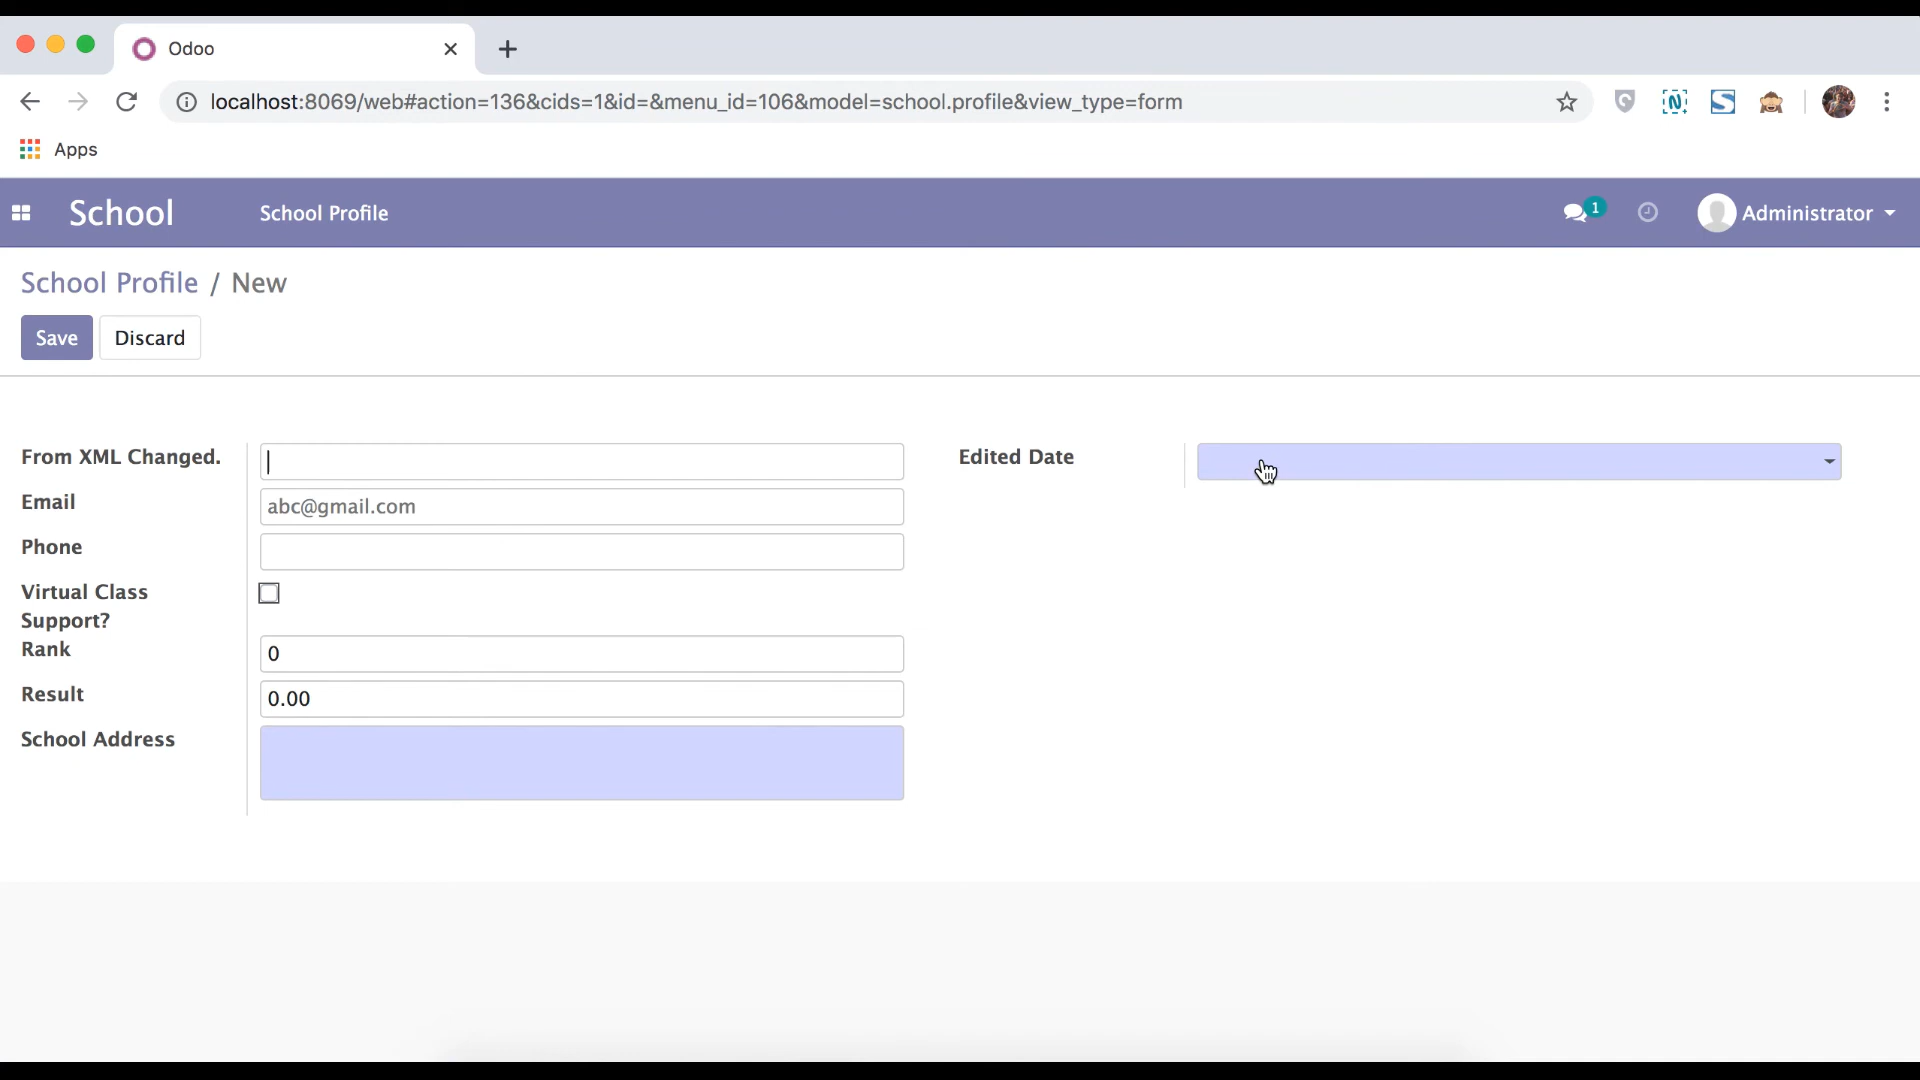 Odoo
localhost:8069/web#action=136&cids=1&id=&menu_id=106&model=school.profile&view_type=form
Apps
School School Profile 1 Administrator
School Profile / New
Save Discard
From XML Changed. Edited Date
Email abc@gmail.com
Phone
Virtual Class
Support?
Rank 0
Result 0.00
School Address